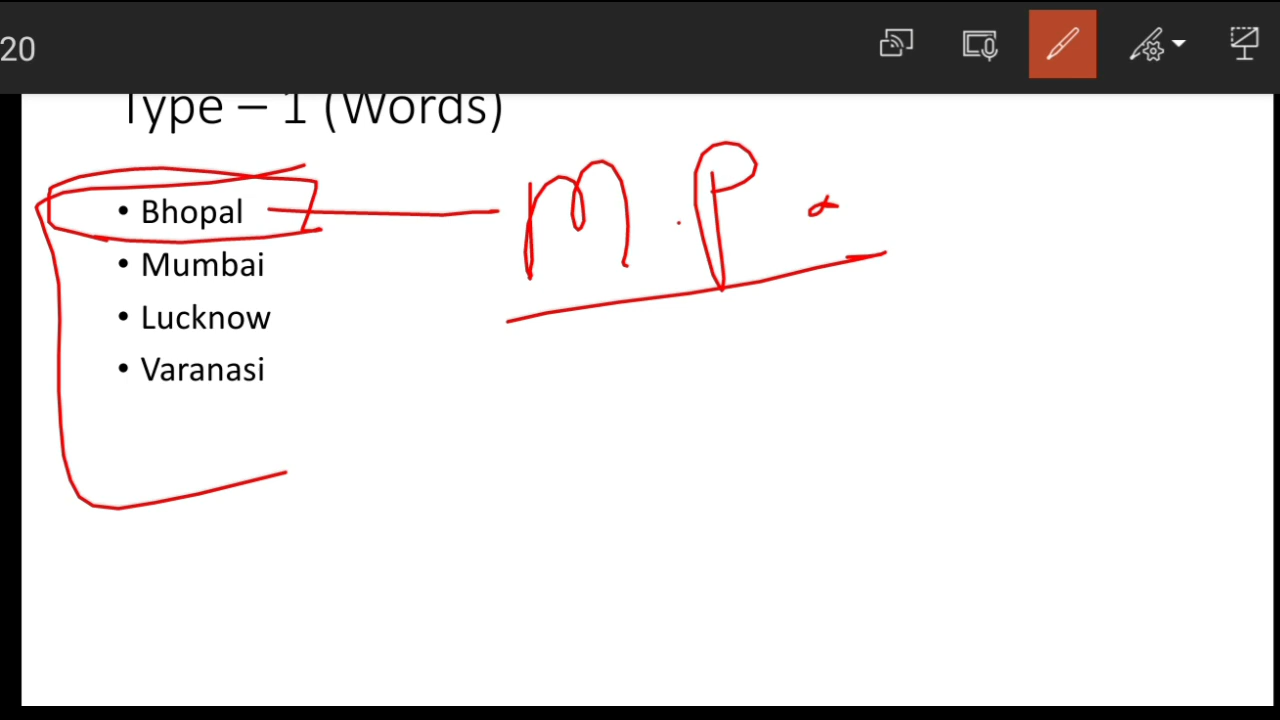 20
Type – 1 (Words)
• Bhopal M.P.
• Mumbai
• Lucknow
• Varanasi